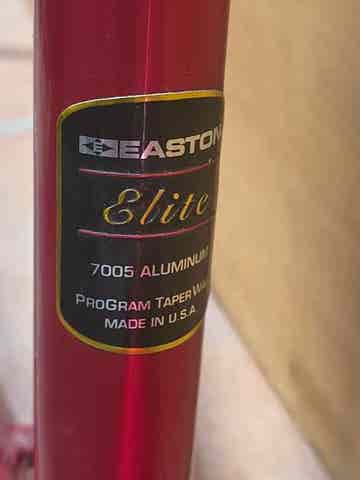 EASTON
Elite
7005 ALUMINUM
PROGRAM TAPER
MADE IN U.S.A.